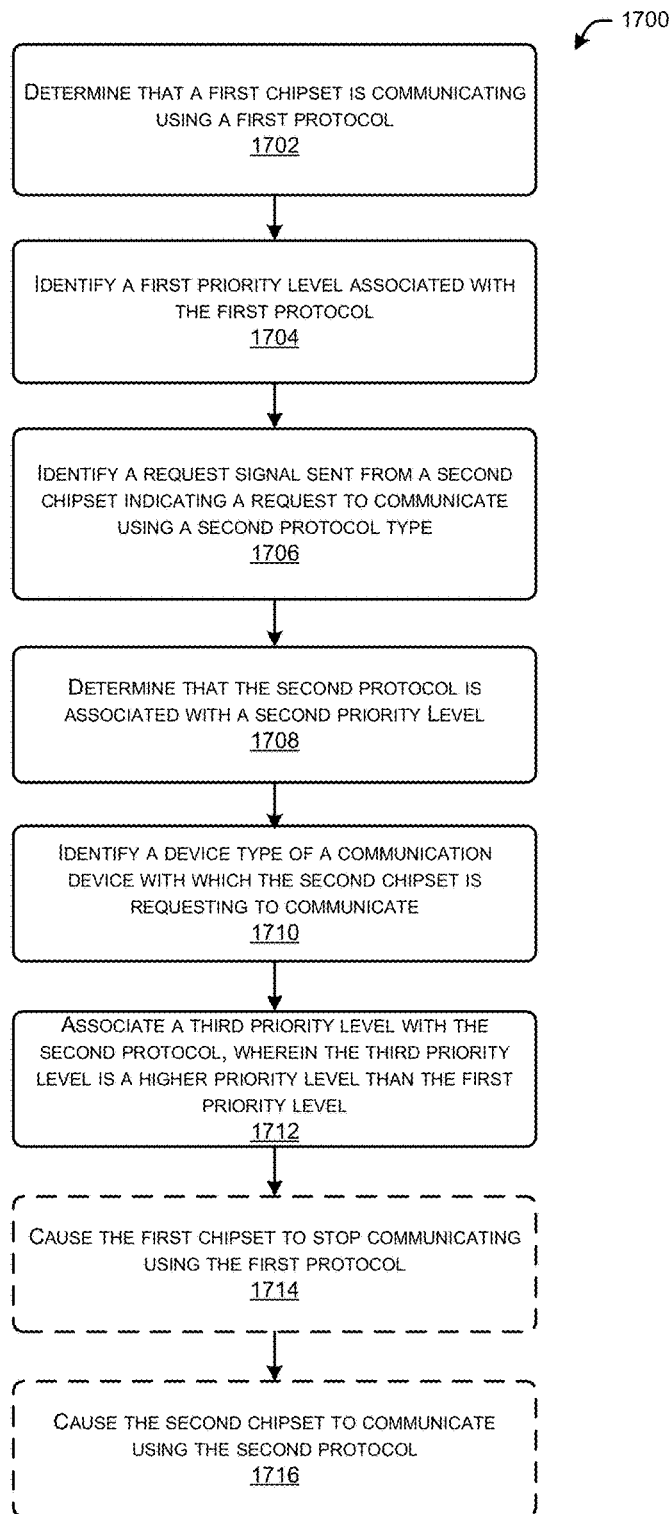 1700
DETERMINE THAT A FIRST CHIPSET IS COMMUNICATING
USING A FIRST PROTOCOL
1702
IDENTIFY A FIRST PRIORITY LEVEL ASSOCIATED WITH
THE FIRST PROTOCOL
1704
IDENTIFY A REQUEST SIGNAL SENT FROM A SECOND
CHIPSET INDICATING A REQUEST TO COMMUNICATE
USING A SECOND PROTOCOL TYPE
1706
DETERMINE THAT THE SECOND PROTOCOL IS
ASSOCIATED WITH A SECOND PRIORITY LEVEL
1708
IDENTIFY A DEVICE TYPE OF A COMMUNICATION
DEVICE WITH WHICH THE SECOND CHIPSET IS
REQUESTING TO COMMUNICATE
1710
ASSOCIATE A THIRD PRIORITY LEVEL WITH THE
SECOND PROTOCOL, WHEREIN THE THIRD PRIORITY
LEVEL IS A HIGHER PRIORITY LEVEL THAN THE FIRST
PRIORITY LEVEL
1712
CAUSE THE FIRST CHIPSET TO STOP COMMUNICATING
USING THE FIRST PROTOCOL
1714
CAUSE THE SECOND CHIPSET TO COMMUNICATE
USING THE SECOND PROTOCOL
1716